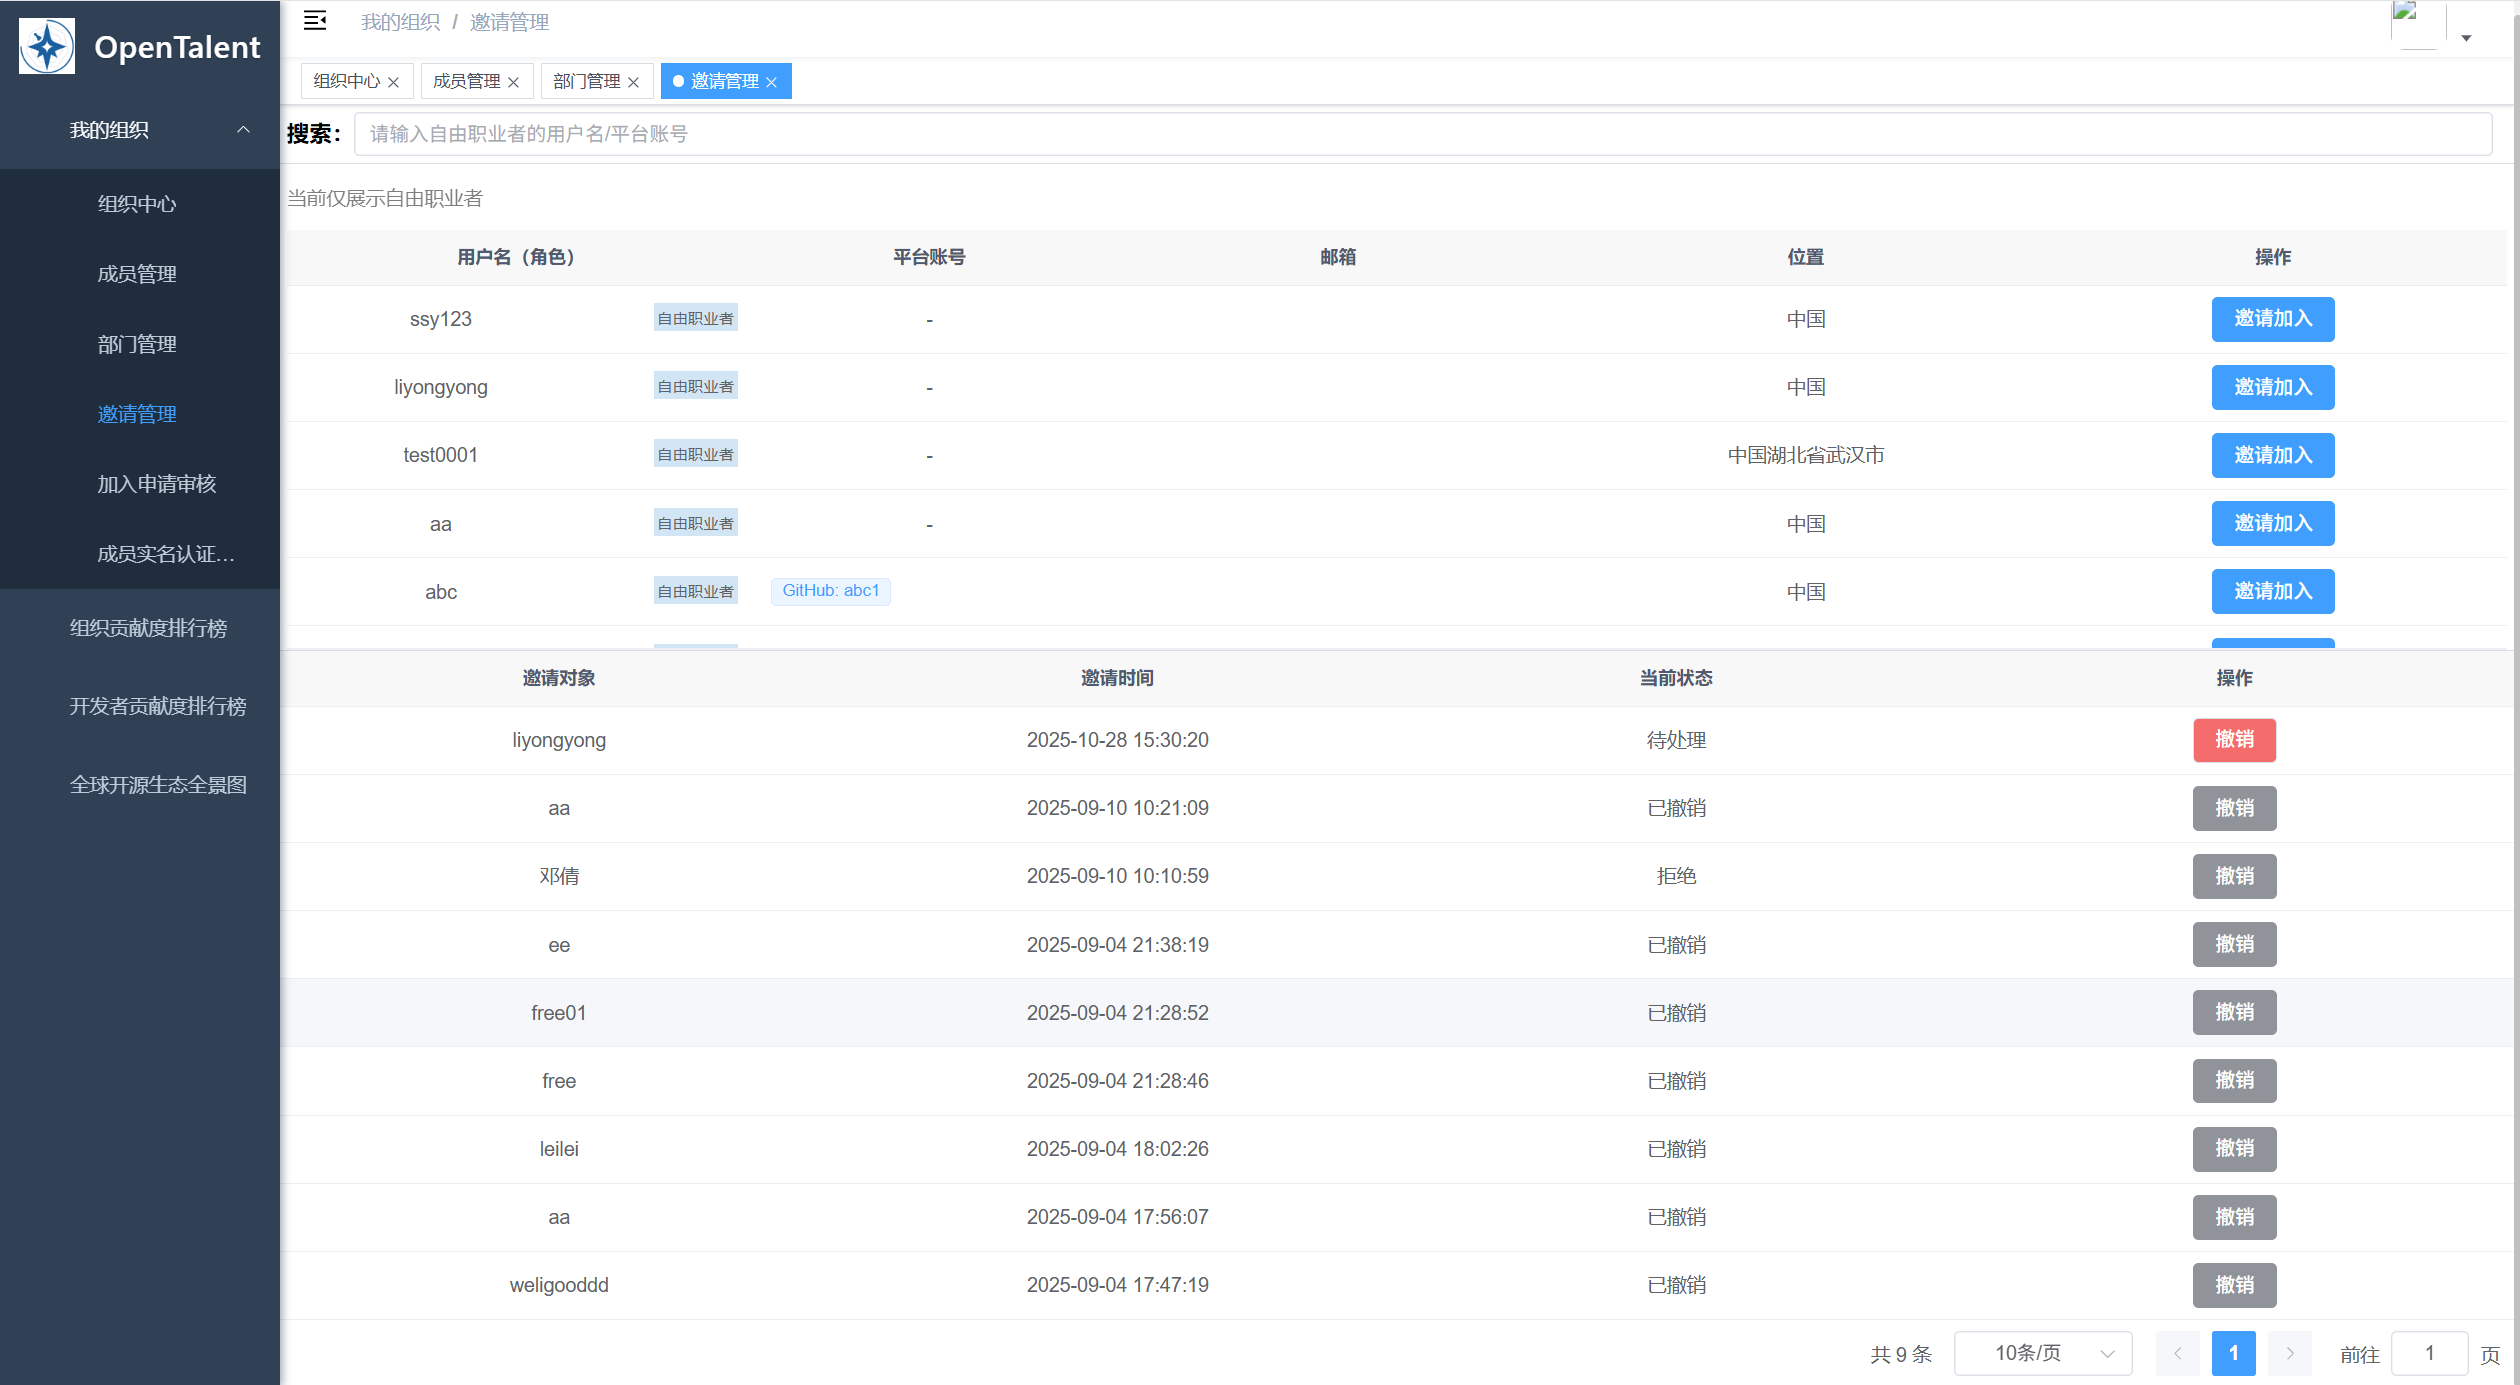 OpenTalent
我的组织
组织中心
成员管理
部门管理
邀请管理
加入申请审核
成员实名认证...
组织贡献度排行榜
开发者贡献度排行榜
全球开源生态全景图
我的组织 / 邀请管理
组织中心 成员管理 部门管理 邀请管理
搜索： 请输入自由职业者的用户名/平台账号
当前仅展示自由职业者
用户名（角色） 平台账号 邮箱 位置 操作
ssy123 自由职业者 - 中国 邀请加入
liyongyong 自由职业者 - 中国 邀请加入
test0001 自由职业者 - 中国湖北省武汉市 邀请加入
aa 自由职业者 - 中国 邀请加入
abc 自由职业者 GitHub: abc1 中国 邀请加入
邀请对象 邀请时间 当前状态 操作
liyongyong 2025-10-28 15:30:20 待处理 撤销
aa 2025-09-10 10:21:09 已撤销 撤销
邓倩 2025-09-10 10:10:59 拒绝 撤销
ee 2025-09-04 21:38:19 已撤销 撤销
free01 2025-09-04 21:28:52 已撤销 撤销
free 2025-09-04 21:28:46 已撤销 撤销
leilei 2025-09-04 18:02:26 已撤销 撤销
aa 2025-09-04 17:56:07 已撤销 撤销
weligooddd 2025-09-04 17:47:19 已撤销 撤销
共 9 条 10条/页 1 前往 1 页